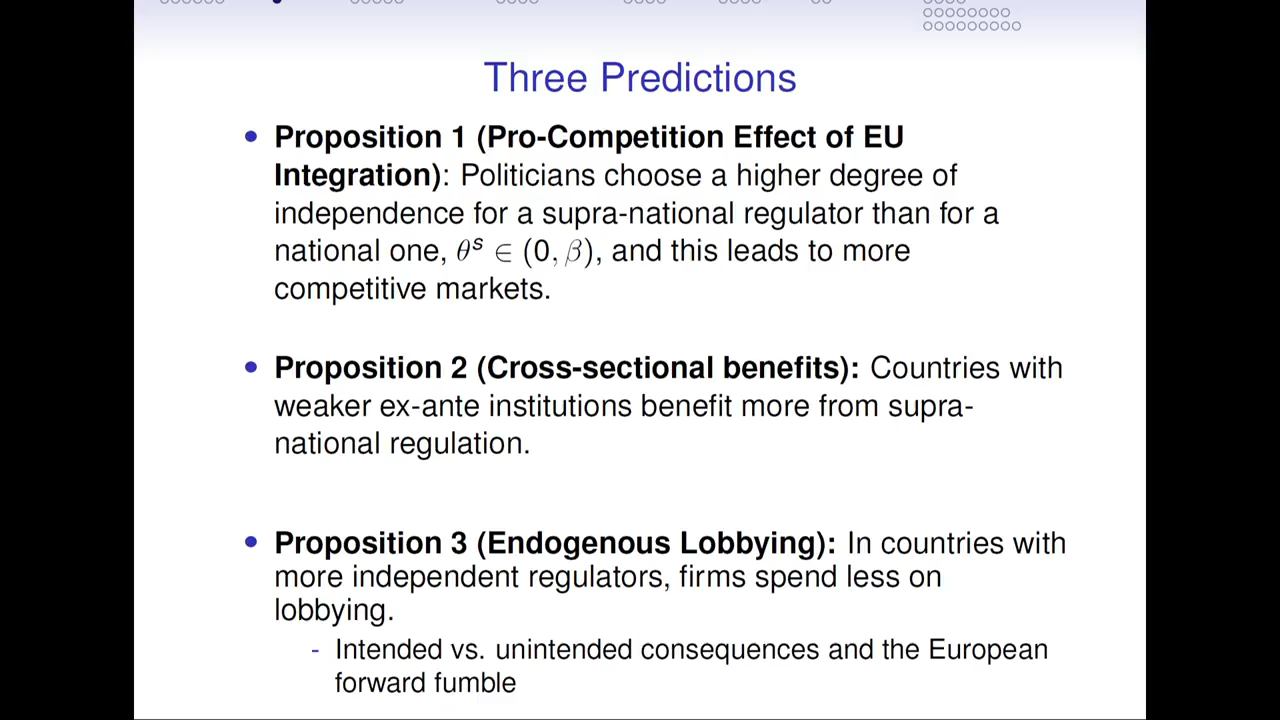 Three Predictions
• Proposition 1 (Pro-Competition Effect of EU
Integration): Politicians choose a higher degree of
independence for a supra-national regulator than for a
national one, θˢ ∈ (0, β), and this leads to more
competitive markets.
• Proposition 2 (Cross-sectional benefits): Countries with
weaker ex-ante institutions benefit more from supra-
national regulation.
• Proposition 3 (Endogenous Lobbying): In countries with
more independent regulators, firms spend less on
lobbying.
- Intended vs. unintended consequences and the European
forward fumble